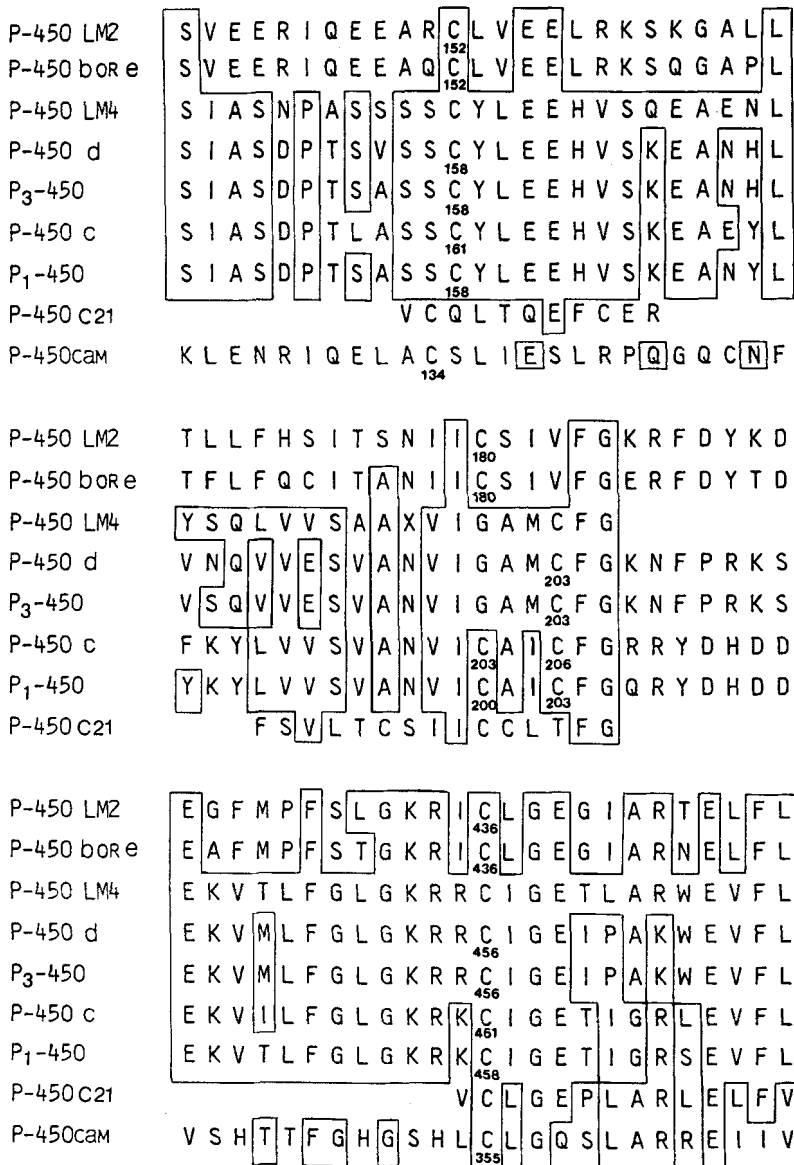 P-450 LM2 S V E E R I Q E E A R C L V E E L R K S K G A L L
152
P-450 boRe S V E E R I Q E E A Q C L V E E L R K S Q G A P L
152
P-450 LM4 S I A S N P A S S S S C Y L E E H V S Q E A E N L
P-450 d S I A S D P T S V S S C Y L E E H V S K E A N H L
158
P3-450 S I A S D P T S A S S C Y L E E H V S K E A N H L
158
P-450 c S I A S D P T L A S S C Y L E E H V S K E A E Y L
161
P1-450 S I A S D P T S A S S C Y L E E H V S K E A N Y L
158
P-450 C21 V C Q L T Q E F C E R
P-450cam K L E N R I Q E L A C S L I E S L R P Q G Q C N F
134
P-450 LM2 T L L F H S I T S N I I C S I V F G K R F D Y K D
180
P-450 boRe T F L F Q C I T A N I I C S I V F G E R F D Y T D
180
P-450 LM4 Y S Q L V V S A A X V I G A M C F G
P-450 d V N Q V V E S V A N V I G A M C F G K N F P R K S
203
P3-450 V S Q V V E S V A N V I G A M C F G K N F P R K S
203
P-450 c F K Y L V V S V A N V I C A I C F G R R Y D H D D
203 206
P1-450 Y K Y L V V S V A N V I C A I C F G Q R Y D H D D
200 203
P-450 C21 F S V L T C S I I C C L T F G
P-450 LM2 E G F M P F S L G K R I C L G E G I A R T E L F L
436
P-450 boRe E A F M P F S T G K R I C L G E G I A R N E L F L
436
P-450 LM4 E K V T L F G L G K R R C I G E T L A R W E V F L
P-450 d E K V M L F G L G K R R C I G E I P A K W E V F L
456
P3-450 E K V M L F G L G K R R C I G E I P A K W E V F L
456
P-450 c E K V I L F G L G K R K C I G E T I G R L E V F L
461
P1-450 E K V T L F G L G K R K C I G E T I G R S E V F L
458
P-450 C21 V C L G E P L A R L E L F V
P-450cam V S H T T F G H G S H L C L G Q S L A R R E I I V
355